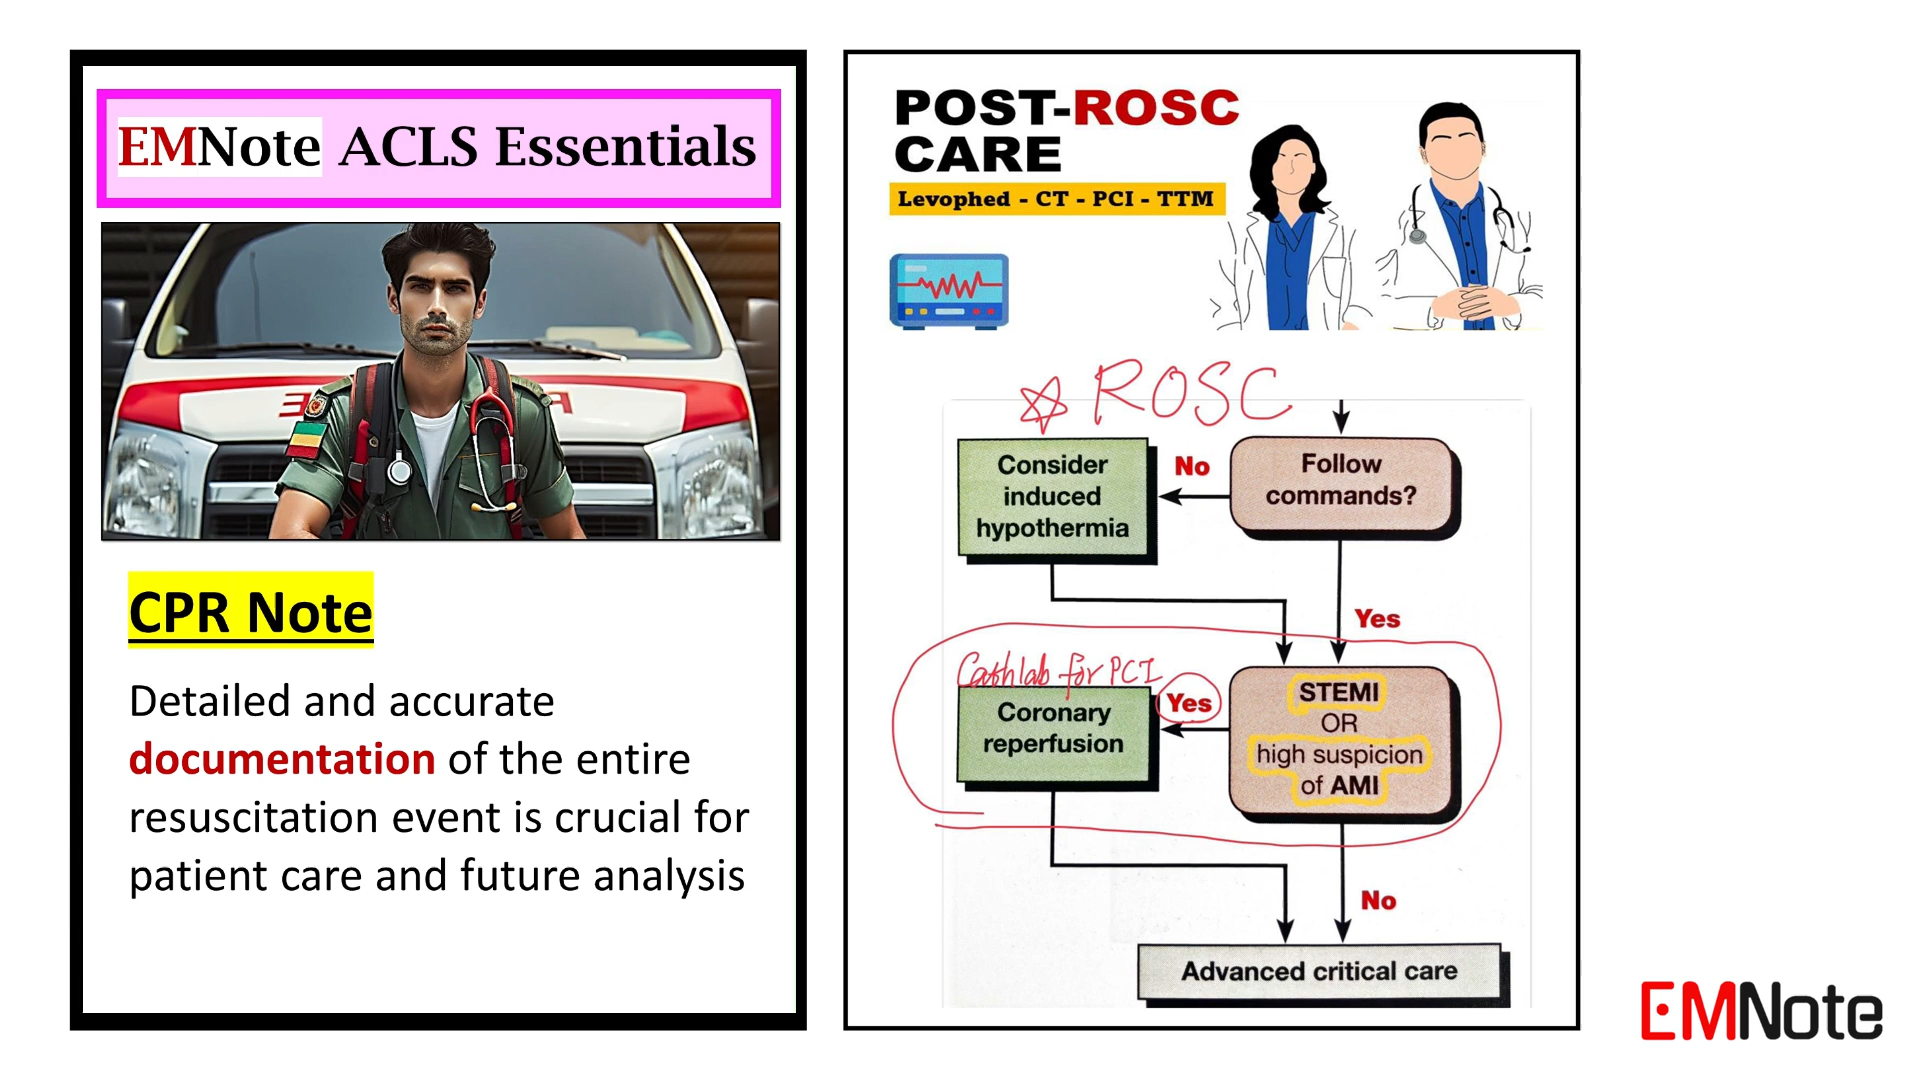 EMNote ACLS Essentials
CPR Note
Detailed and accurate
documentation of the entire
resuscitation event is crucial for
patient care and future analysis
POST-ROSC
CARE
Levophed - CT - PCI - TTM
ROSC
Consider
induced
hypothermia
No
Follow
commands?
Yes
Cath lab for PCI
Coronary
reperfusion
Yes
STEMI
OR
high suspicion
of AMI
No
Advanced critical care
EMNote